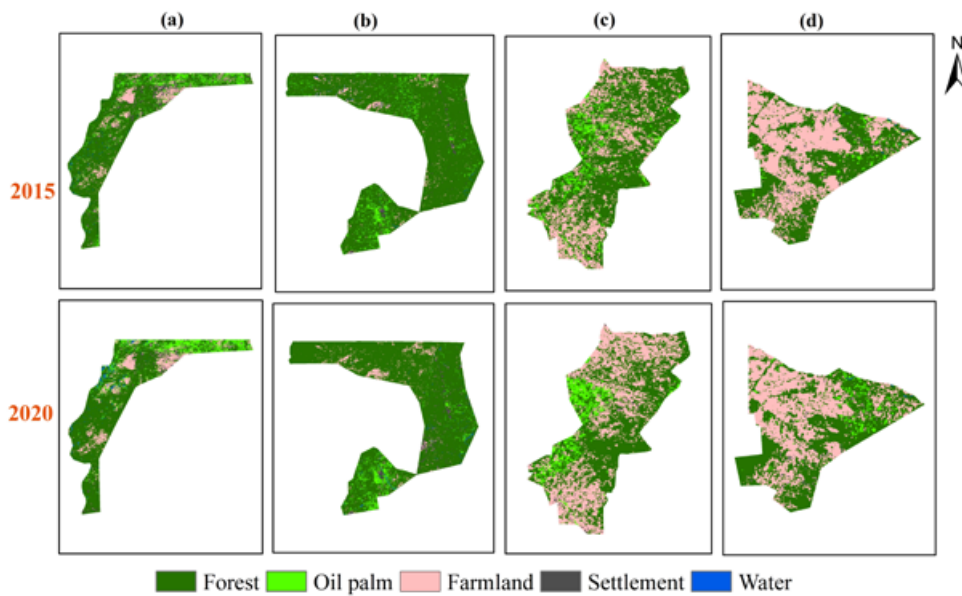 (a) (b) (c) (d)
N
2015
2020
Forest Oil palm Farmland Settlement Water